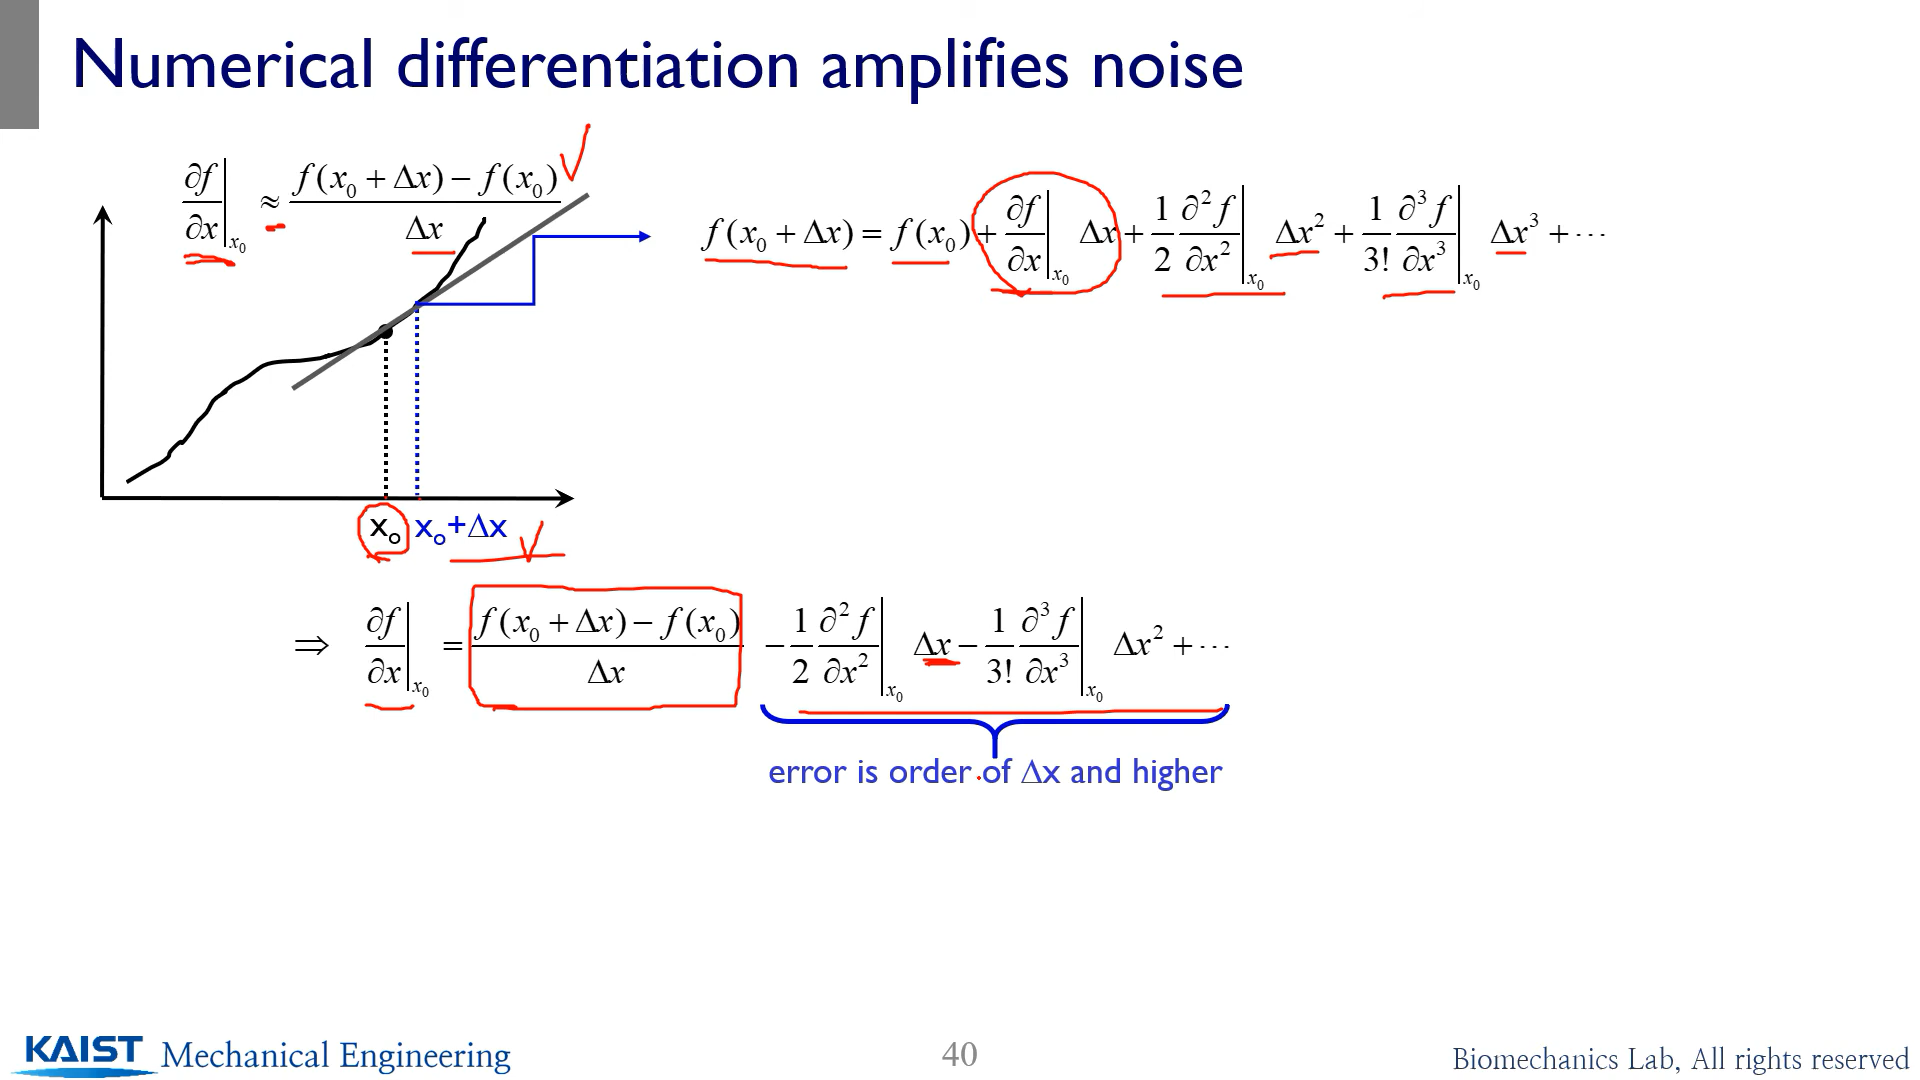 Numerical differentiation amplifies noise
∂f/∂x|x₀ ≈ f(x₀ + Δx) − f(x₀) / Δx
f(x₀ + Δx) = f(x₀) + ∂f/∂x|x₀ Δx + 1/2 ∂²f/∂x²|x₀ Δx² + 1/3! ∂³f/∂x³|x₀ Δx³ + ⋯
x₀ x₀+Δx
⇒ ∂f/∂x|x₀ = f(x₀ + Δx) − f(x₀) / Δx − 1/2 ∂²f/∂x²|x₀ Δx − 1/3! ∂³f/∂x³|x₀ Δx² + ⋯
error is order of Δx and higher
KAIST Mechanical Engineering
40
Biomechanics Lab, All rights reserved